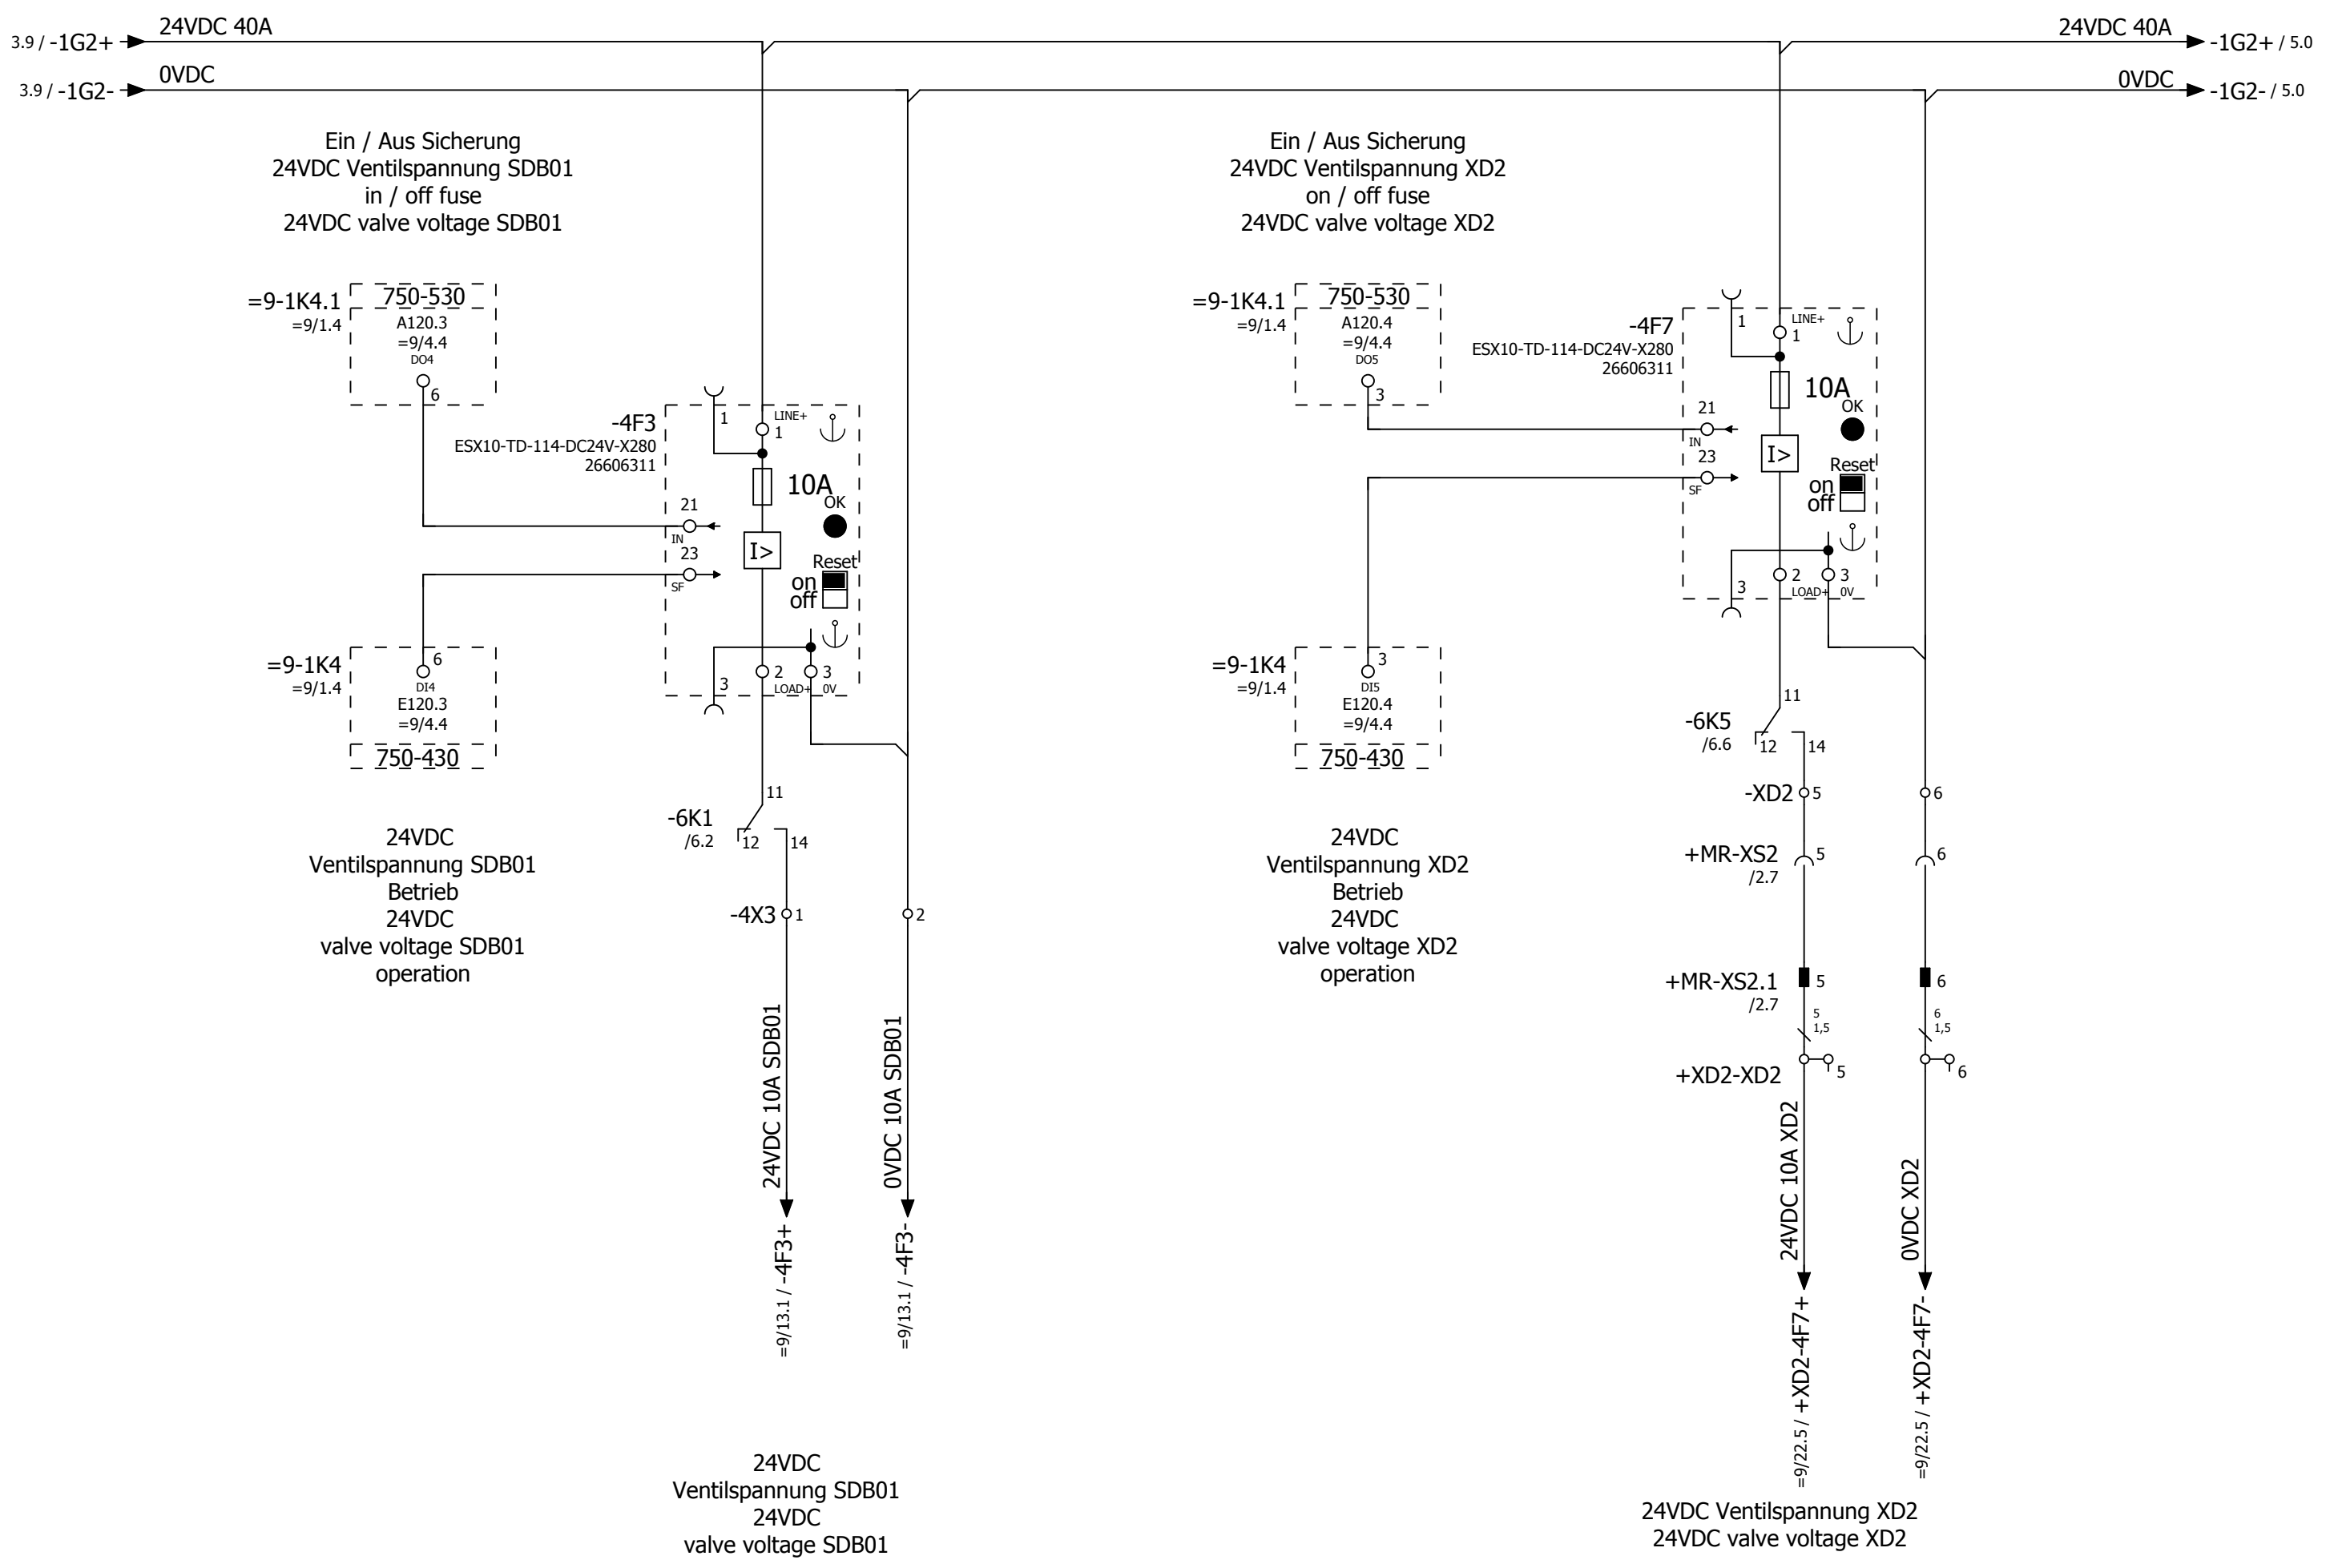 3.9 / -1G2+
24VDC 40A
24VDC 40A
-1G2+ / 5.0
3.9 / -1G2-
0VDC
0VDC
-1G2- / 5.0
Ein / Aus Sicherung
24VDC Ventilspannung SDB01
in / off fuse
24VDC valve voltage SDB01
=9-1K4.1
=9/1.4
750-530
A120.3
=9/4.4
DO4
6
-4F3
ESX10-TD-114-DC24V-X280
26606311
1
LINE+
1
10A
OK
21
IN
23
SF
I>
Reset
on
off
3
2
LOAD+
3
0V
=9-1K4
=9/1.4
6
DI4
E120.3
=9/4.4
750-430
24VDC
Ventilspannung SDB01
Betrieb
24VDC
valve voltage SDB01
operation
-6K1
/6.2
11
12
14
-4X3
1
2
24VDC 10A SDB01
0VDC 10A SDB01
=9/13.1 / -4F3+
=9/13.1 / -4F3-
24VDC
Ventilspannung SDB01
24VDC
valve voltage SDB01
Ein / Aus Sicherung
24VDC Ventilspannung XD2
on / off fuse
24VDC valve voltage XD2
=9-1K4.1
=9/1.4
750-530
A120.4
=9/4.4
DO5
3
-4F7
ESX10-TD-114-DC24V-X280
26606311
1
LINE+
1
10A
OK
21
IN
23
SF
I>
Reset
on
off
3
2
LOAD+
3
0V
=9-1K4
=9/1.4
3
DI5
E120.4
=9/4.4
750-430
24VDC
Ventilspannung XD2
Betrieb
24VDC
valve voltage XD2
operation
-6K5
/6.6
11
12
14
-XD2
5
6
+MR-XS2
/2.7
5
6
+MR-XS2.1
/2.7
5
6
5
1,5
6
1,5
+XD2-XD2
5
6
24VDC 10A XD2
0VDC XD2
=9/22.5 / +XD2-4F7+
=9/22.5 / +XD2-4F7-
24VDC Ventilspannung XD2
24VDC valve voltage XD2